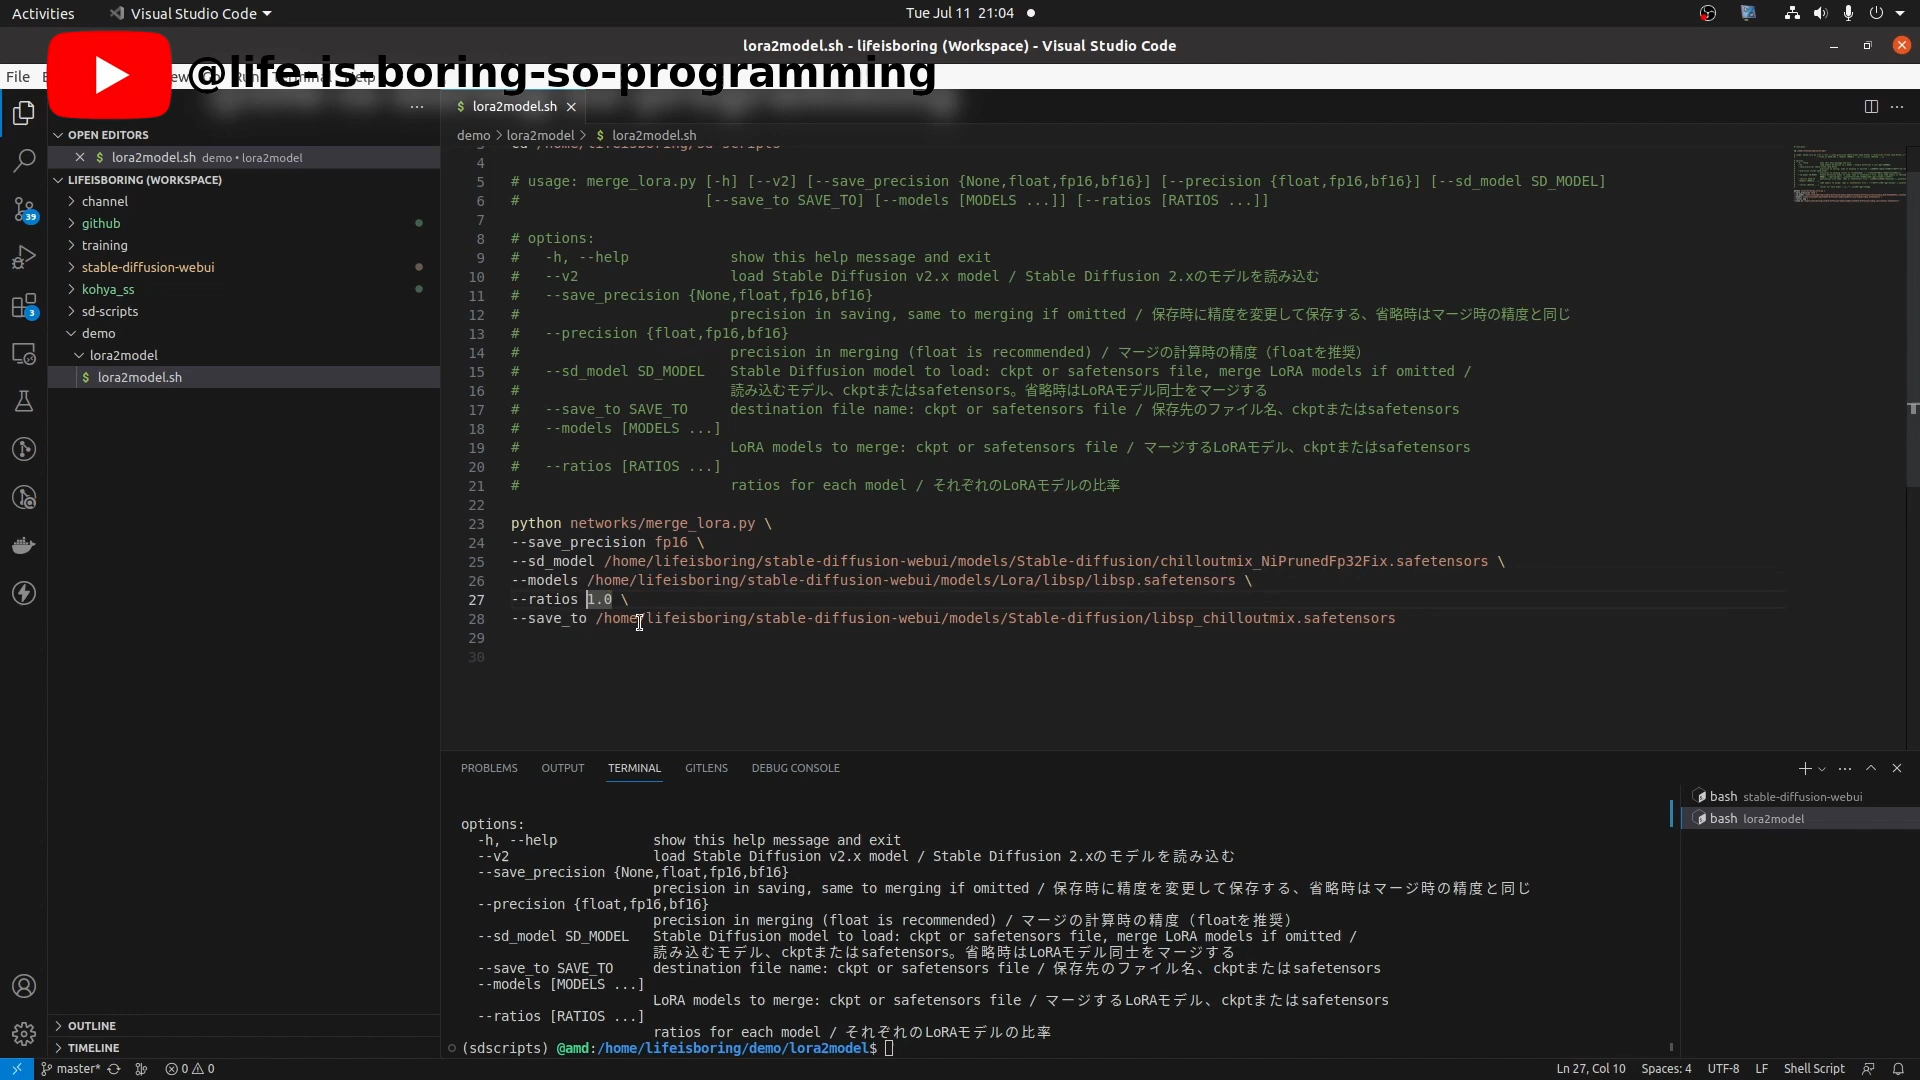 Activities
Visual Studio Code
Tue Jul 11 21:04
lora2model.sh - lifeisboring (Workspace) - Visual Studio Code
@life-is-boring-so-programming
File
$ lora2model.sh
OPEN EDITORS
$ lora2model.sh demo • lora2model
LIFEISBORING (WORKSPACE)
channel
github
training
stable-diffusion-webui
kohya_ss
sd-scripts
demo
lora2model
$ lora2model.sh
39
3
OUTLINE
TIMELINE
demo > lora2model > $ lora2model.sh
4
5 # usage: merge_lora.py [-h] [--v2] [--save_precision {None,float,fp16,bf16}] [--precision {float,fp16,bf16}] [--sd_model SD_MODEL]
6 # [--save_to SAVE_TO] [--models [MODELS ...]] [--ratios [RATIOS ...]]
7
8 # options:
9 # -h, --help show this help message and exit
10 # --v2 load Stable Diffusion v2.x model / Stable Diffusion 2.xのモデルを読み込む
11 # --save_precision {None,float,fp16,bf16}
12 # precision in saving, same to merging if omitted / 保存時に精度を変更して保存する、省略時はマージ時の精度と同じ
13 # --precision {float,fp16,bf16}
14 # precision in merging (float is recommended) / マージの計算時の精度（floatを推奨）
15 # --sd_model SD_MODEL Stable Diffusion model to load: ckpt or safetensors file, merge LoRA models if omitted /
16 # 読み込むモデル、ckptまたはsafetensors。省略時はLoRAモデル同士をマージする
17 # --save_to SAVE_TO destination file name: ckpt or safetensors file / 保存先のファイル名、ckptまたはsafetensors
18 # --models [MODELS ...]
19 # LoRA models to merge: ckpt or safetensors file / マージするLoRAモデル、ckptまたはsafetensors
20 # --ratios [RATIOS ...]
21 # ratios for each model / それぞれのLoRAモデルの比率
22
23 python networks/merge_lora.py \
24 --save_precision fp16 \
25 --sd_model /home/lifeisboring/stable-diffusion-webui/models/Stable-diffusion/chilloutmix_NiPrunedFp32Fix.safetensors \
26 --models /home/lifeisboring/stable-diffusion-webui/models/Lora/libsp/libsp.safetensors \
27 --ratios 1.0 \
28 --save_to /home/lifeisboring/stable-diffusion-webui/models/Stable-diffusion/libsp_chilloutmix.safetensors
29
30
PROBLEMS OUTPUT TERMINAL GITLENS DEBUG CONSOLE
bash stable-diffusion-webui
bash lora2model
options:
-h, --help show this help message and exit
--v2 load Stable Diffusion v2.x model / Stable Diffusion 2.xのモデルを読み込む
--save_precision {None,float,fp16,bf16}
precision in saving, same to merging if omitted / 保存時に精度を変更して保存する、省略時はマージ時の精度と同じ
--precision {float,fp16,bf16}
precision in merging (float is recommended) / マージの計算時の精度（floatを推奨）
--sd_model SD_MODEL Stable Diffusion model to load: ckpt or safetensors file, merge LoRA models if omitted /
読み込むモデル、ckptまたはsafetensors。省略時はLoRAモデル同士をマージする
--save_to SAVE_TO destination file name: ckpt or safetensors file / 保存先のファイル名、ckptまたはsafetensors
--models [MODELS ...]
LoRA models to merge: ckpt or safetensors file / マージするLoRAモデル、ckptまたはsafetensors
--ratios [RATIOS ...]
ratios for each model / それぞれのLoRAモデルの比率
(sdscripts) @amd:/home/lifeisboring/demo/lora2model$
master* 0 0
Ln 27, Col 10 Spaces: 4 UTF-8 LF Shell Script